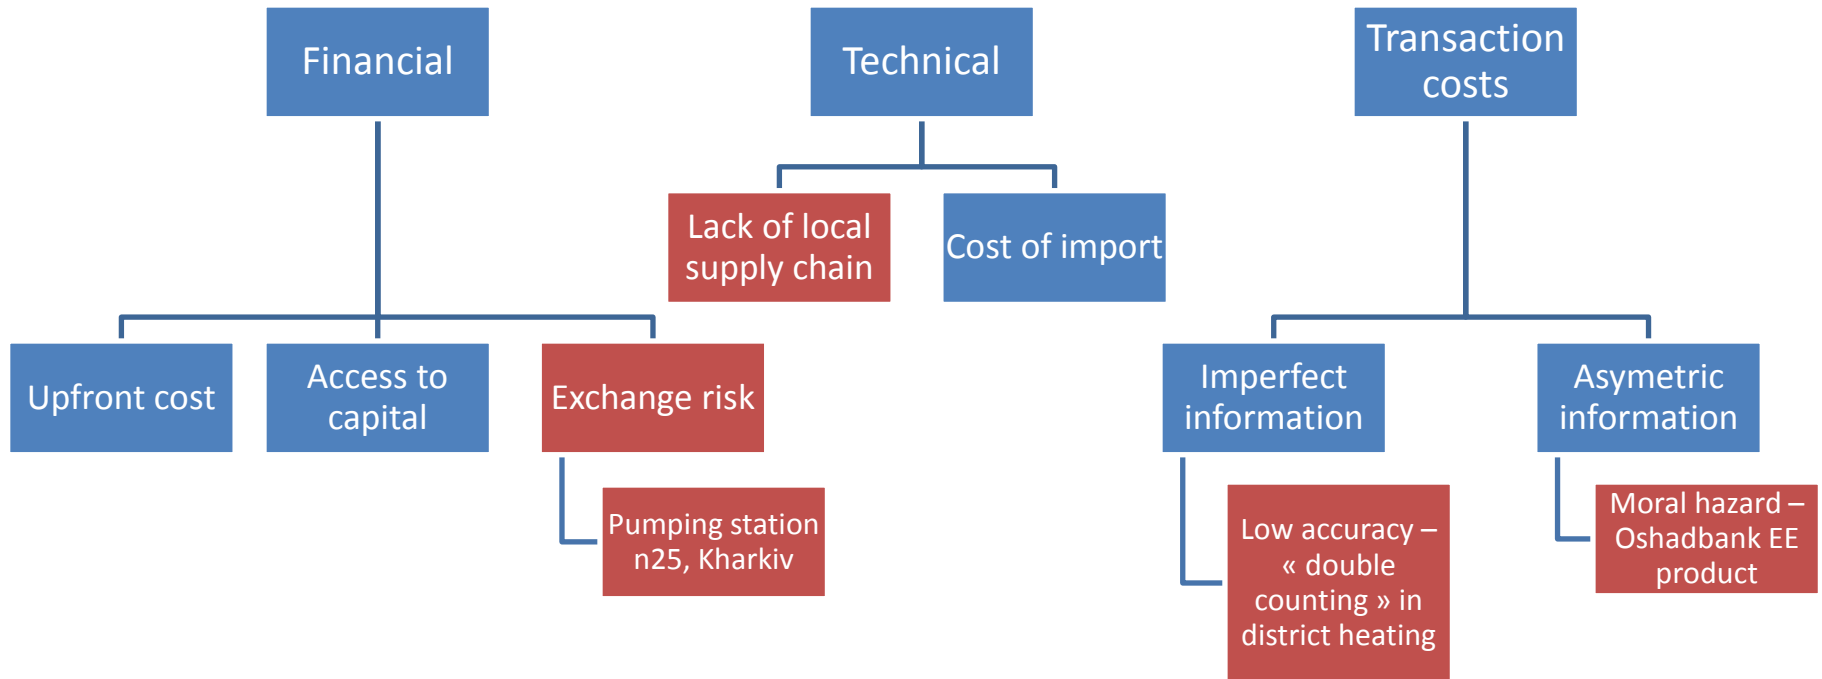 Financial
Technical
Transaction
costs
Lack of local
supply chain
Cost of import
Upfront cost
Access to
capital
Exchange risk
Imperfect
information
Asymetric
information
Pumping station
n25, Kharkiv
Low accuracy –
« double
counting » in
district heating
Moral hazard –
Oshadbank EE
product